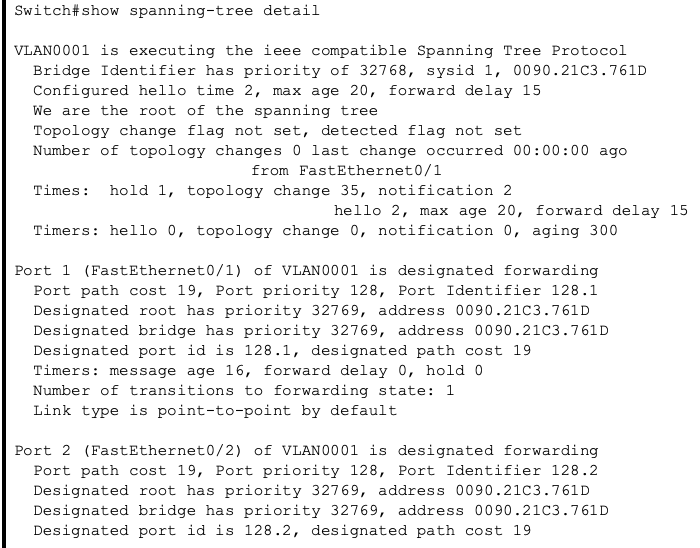 Switch#show spanning-tree detail
VLAN0001 is executing the ieee compatible Spanning Tree Protocol
Bridge Identifier has priority of 32768, sysid 1, 0090.21C3.761D
Configured hello time 2, max age 20, forward delay 15
We are the root of the spanning tree
Topology change flag not set, detected flag not set
Number of topology changes 0 last change occurred 00:00:00 ago
from FastEthernet0/1
Times:  hold 1, topology change 35, notification 2
hello 2, max age 20, forward delay 15
Timers: hello 0, topology change 0, notification 0, aging 300
Port 1 (FastEthernet0/1) of VLAN0001 is designated forwarding
Port path cost 19, Port priority 128, Port Identifier 128.1
Designated root has priority 32769, address 0090.21C3.761D
Designated bridge has priority 32769, address 0090.21C3.761D
Designated port id is 128.1, designated path cost 19
Timers: message age 16, forward delay 0, hold 0
Number of transitions to forwarding state: 1
Link type is point-to-point by default
Port 2 (FastEthernet0/2) of VLAN0001 is designated forwarding
Port path cost 19, Port priority 128, Port Identifier 128.2
Designated root has priority 32769, address 0090.21C3.761D
Designated bridge has priority 32769, address 0090.21C3.761D
Designated port id is 128.2, designated path cost 19